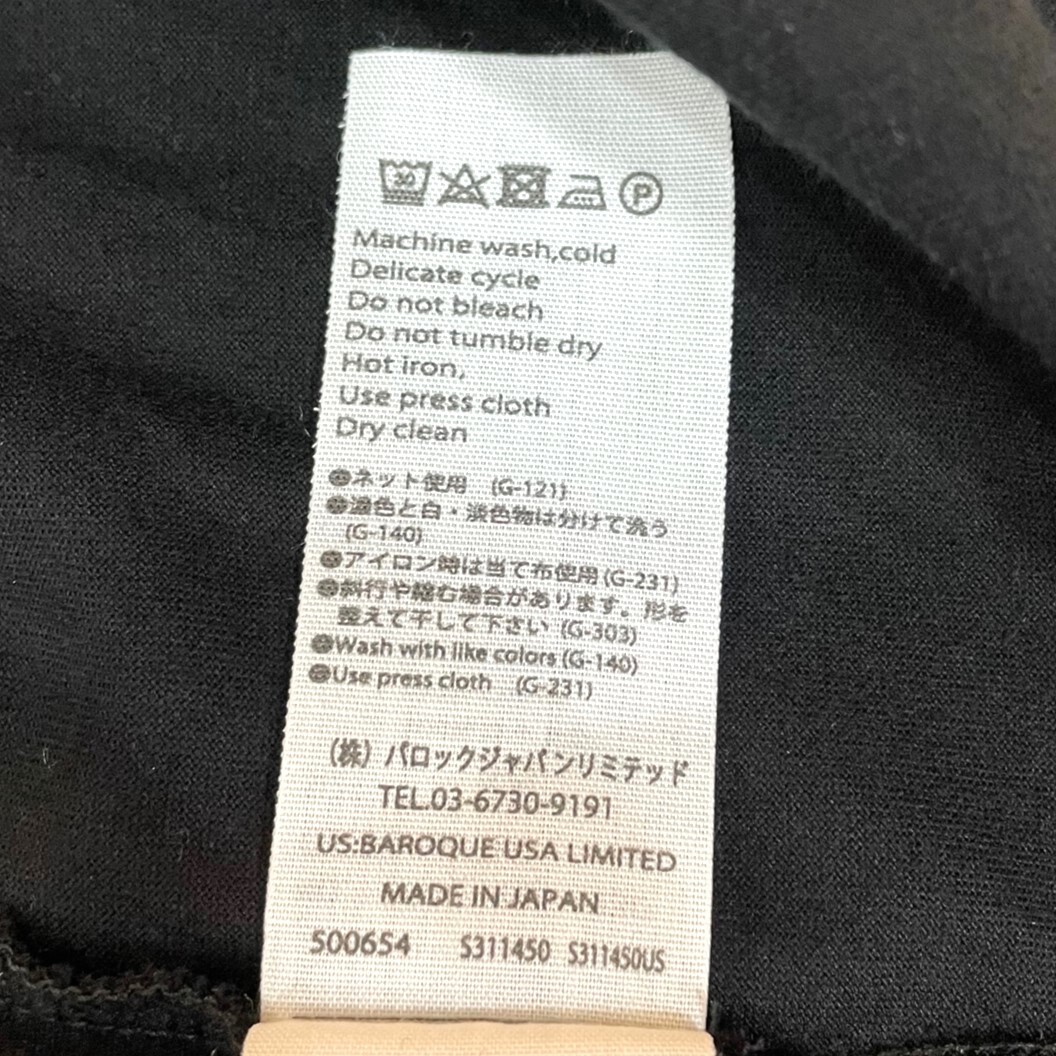 30
P
Machine wash,cold
Delicate cycle
Do not bleach
Do not tumble dry
Hot iron,
Use press cloth
Dry clean
●ネット使用 (G-121)
●濃色と白・淡色物は分けて洗う
(G-140)
●アイロン時は当て布使用 (G-231)
●斜行や縮む場合があります。形を
整えて干して下さい (G-303)
●Wash with like colors (G-140)
●Use press cloth (G-231)
(株) バロックジャパンリミテッド
TEL.03-6730-9191
US:BAROQUE USA LIMITED
MADE IN JAPAN
500654 S311450 S311450US